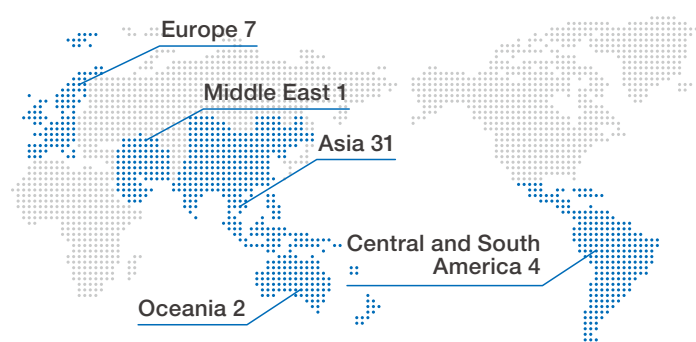 Europe 7
Middle East 1
Asia 31
Central and South
America 4
Oceania 2